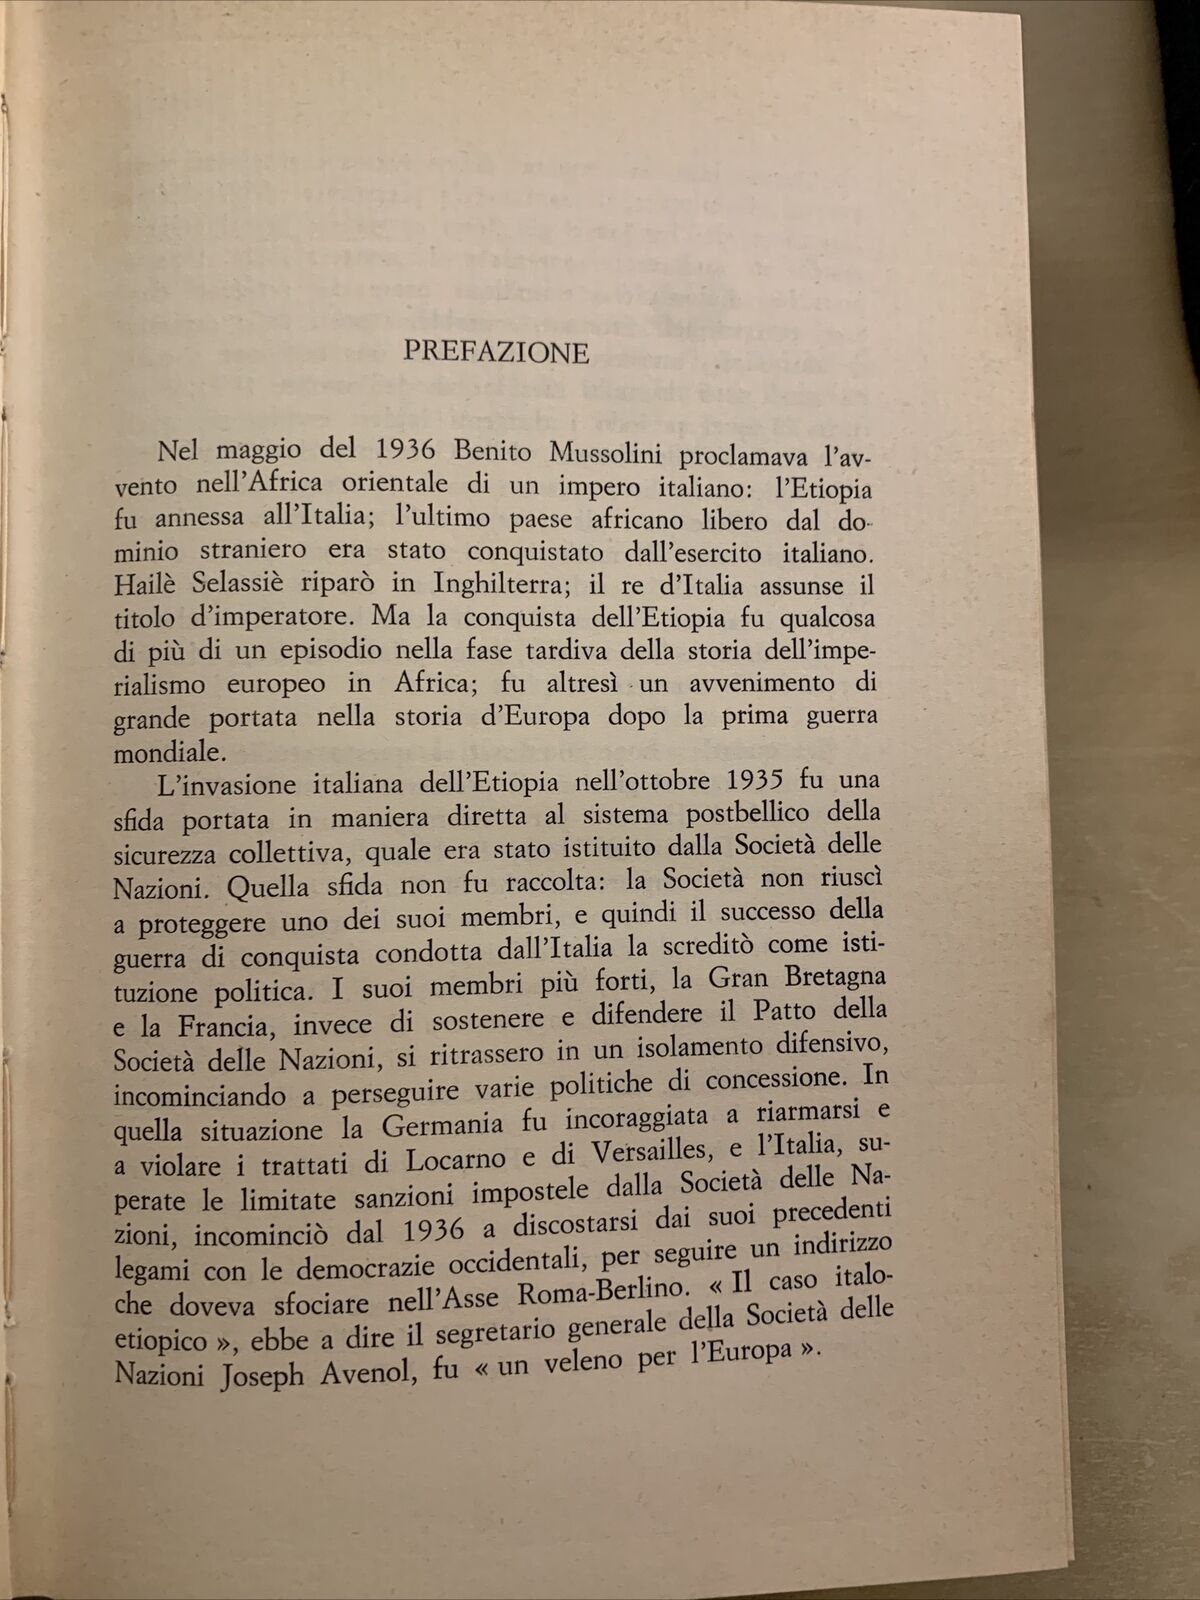 PREFAZIONE
Nel maggio del 1936 Benito Mussolini proclamava l'av-
vento nell'Africa orientale di un impero italiano: l'Etiopia
fu annessa all'Italia; l'ultimo paese africano libero dal do-
minio straniero era stato conquistato dall'esercito italiano.
Hailè Selassiè riparò in Inghilterra; il re d'Italia assunse il
titolo d'imperatore. Ma la conquista dell'Etiopia fu qualcosa
di più di un episodio nella fase tardiva della storia dell'impe-
rialismo europeo in Africa; fu altresì un avvenimento di
grande portata nella storia d'Europa dopo la prima guerra
mondiale.
L'invasione italiana dell'Etiopia nell'ottobre 1935 fu una
sfida portata in maniera diretta al sistema postbellico della
sicurezza collettiva, quale era stato istituito dalla Società delle
Nazioni. Quella sfida non fu raccolta: la Società non riuscì
a proteggere uno dei suoi membri, e quindi il successo della
guerra di conquista condotta dall'Italia la screditò come isti-
tuzione politica. I suoi membri più forti, la Gran Bretagna
e la Francia, invece di sostenere e difendere il Patto della
Società delle Nazioni, si ritrassero in un isolamento difensivo,
incominciando a perseguire varie politiche di concessione. In
quella situazione la Germania fu incoraggiata a riarmarsi e
a violare i trattati di Locarno e di Versailles, e l'Italia, su-
perate le limitate sanzioni impostele dalla Società delle Na-
zioni, incominciò dal 1936 a discostarsi dai suoi precedenti
legami con le democrazie occidentali, per seguire un indirizzo
che doveva sfociare nell'Asse Roma-Berlino. « Il caso italo-
etiopico », ebbe a dire il segretario generale della Società delle
Nazioni Joseph Avenol, fu « un veleno per l'Europa ».